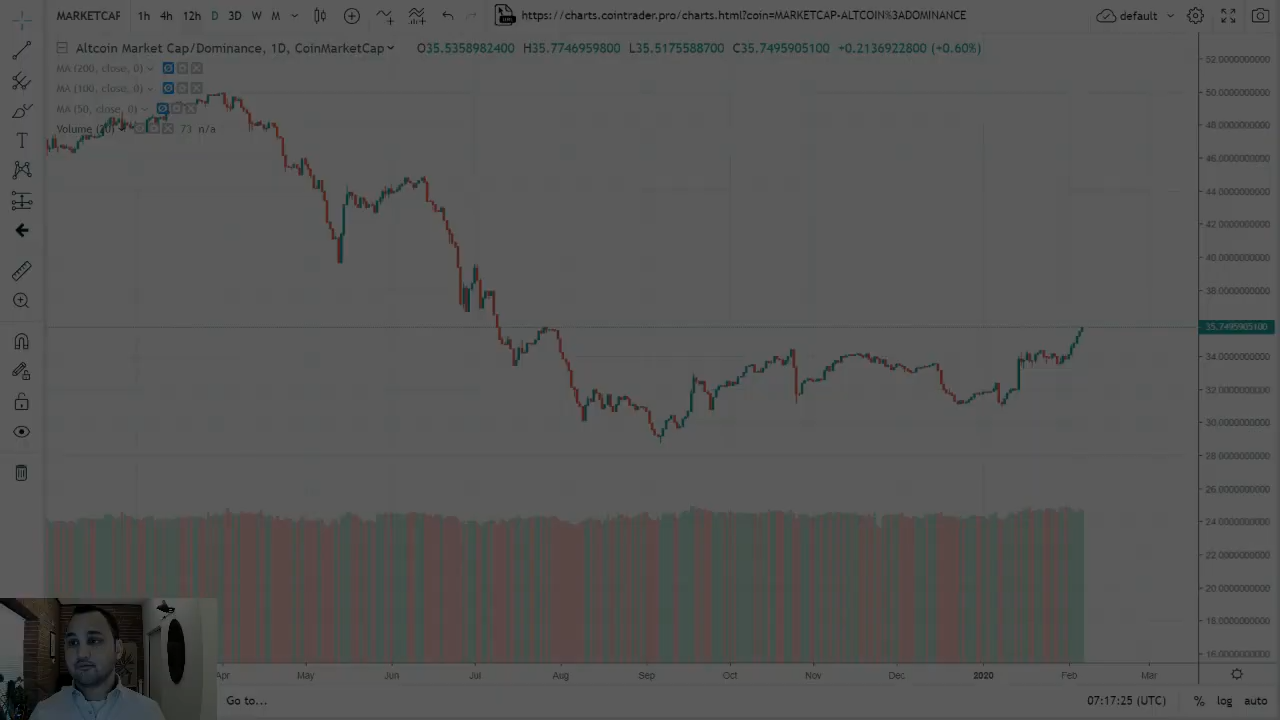 MARKETCAF 1h 4h 12h D 3D W M https://charts.cointrader.pro/charts.html?coin=MARKETCAP-ALTCOIN%3ADOMINANCE default
Altcoin Market Cap/Dominance, 1D, CoinMarketCap O35.5358982400 H35.7746959800 L35.5175588700 C35.7495905100 +0.2136922800 (+0.60%)
MA (200, close, 0)
MA (100, close, 0)
MA (50, close, 0)
Volume (20) 73 n/a
52.0000000000
50.0000000000
48.0000000000
46.0000000000
44.0000000000
42.0000000000
40.0000000000
38.0000000000
35.7495905100
34.0000000000
32.0000000000
30.0000000000
28.0000000000
26.0000000000
24.0000000000
22.0000000000
20.0000000000
18.0000000000
16.0000000000
Apr May Jun Jul Aug Sep Oct Nov Dec 2020 Feb Mar
Go to... 07:17:25 (UTC) % log auto